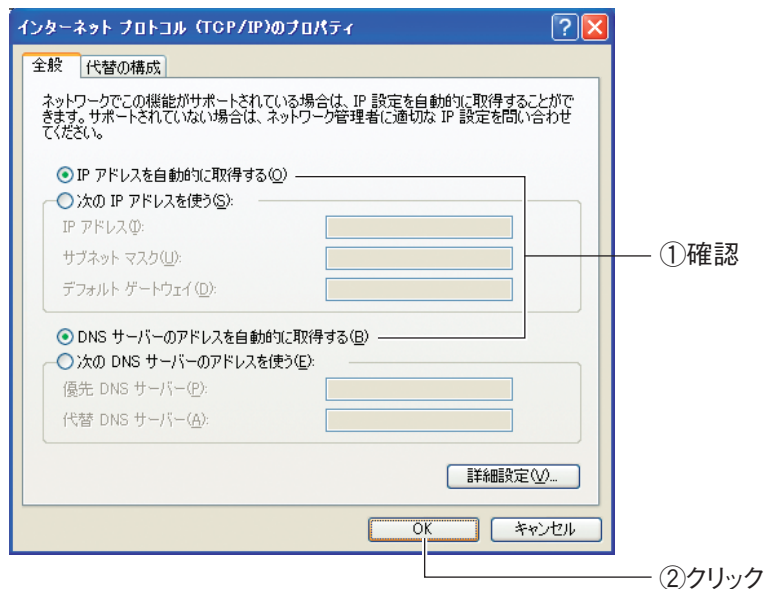 インターネット プロトコル (TCP/IP)のプロパティ
全般
代替の構成
ネットワークでこの機能がサポートされている場合は、IP 設定を自動的に取得することがで
きます。サポートされていない場合は、ネットワーク管理者に適切な IP 設定を問い合わせ
てください。
IP アドレスを自動的に取得する(O)
次の IP アドレスを使う(S):
IP アドレス(I):
サブネット マスク(U):
デフォルト ゲートウェイ(D):
①確認
DNS サーバーのアドレスを自動的に取得する(B)
次の DNS サーバーのアドレスを使う(E):
優先 DNS サーバー(P):
代替 DNS サーバー(A):
詳細設定(V)...
OK
キャンセル
②クリック